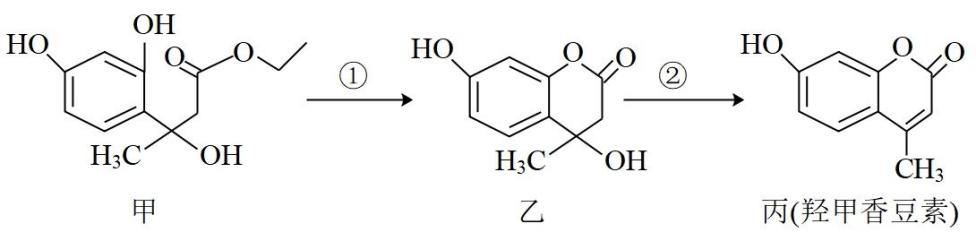 HO OH O O H₃C OH
①
HO O O H₃C OH
②
HO O O CH₃
甲 乙 丙(羟甲香豆素)